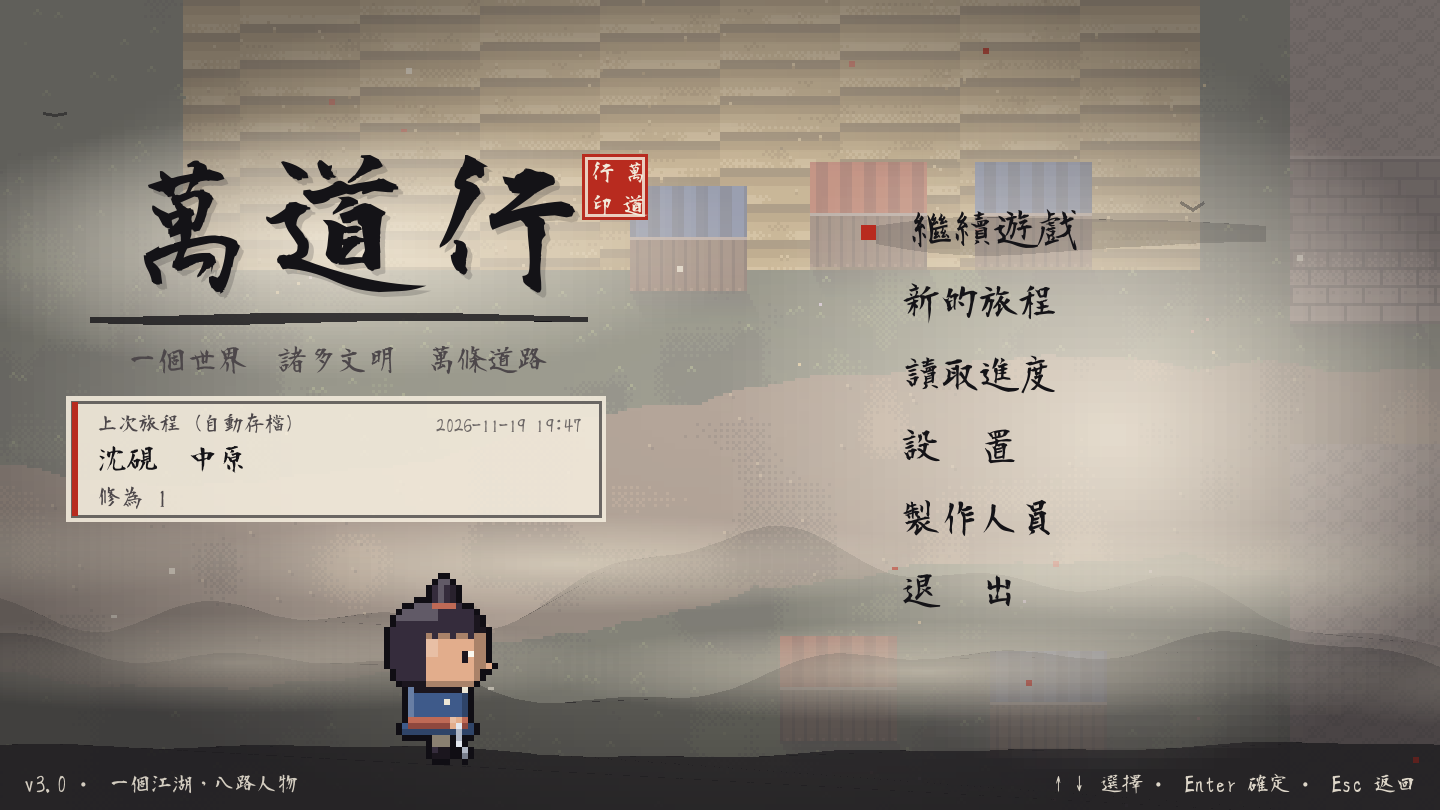 萬道行
萬道行印
一個世界 諸多文明 萬條道路
上次旅程 (自動存檔) 2026-11-19 19:47
沈硯 中原
修為 1
繼續遊戲
新的旅程
讀取進度
設 置
製作人員
退 出
v3.0 · 一個江湖·八路人物
↑ ↓ 選擇 · Enter 確定 · Esc 返回